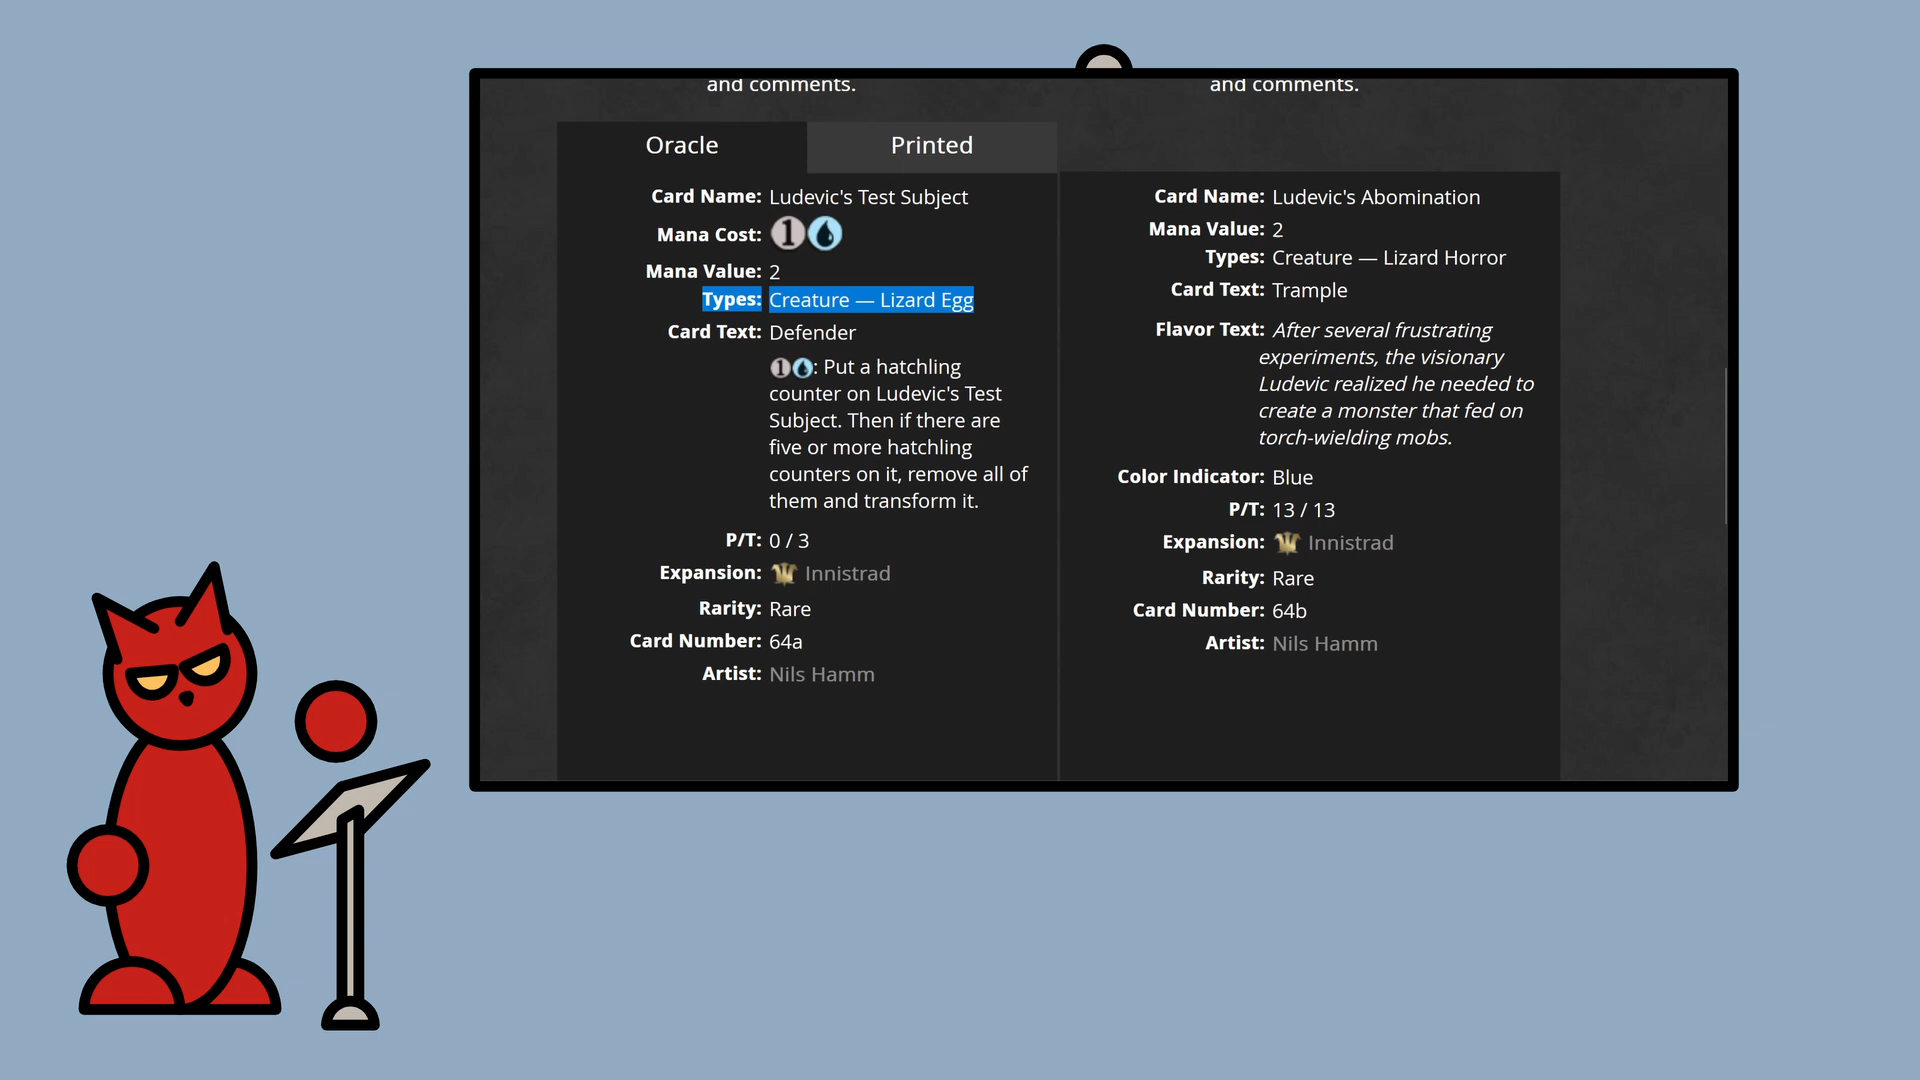 and comments.
and comments.
Oracle
Printed
Card Name: Ludevic's Test Subject
Mana Cost: 1
Mana Value: 2
Types: Creature — Lizard Egg
Card Text: Defender
1: Put a hatchling
counter on Ludevic's Test
Subject. Then if there are
five or more hatchling
counters on it, remove all of
them and transform it.
P/T: 0 / 3
Expansion: Innistrad
Rarity: Rare
Card Number: 64a
Artist: Nils Hamm
Card Name: Ludevic's Abomination
Mana Value: 2
Types: Creature — Lizard Horror
Card Text: Trample
Flavor Text: After several frustrating
experiments, the visionary
Ludevic realized he needed to
create a monster that fed on
torch-wielding mobs.
Color Indicator: Blue
P/T: 13 / 13
Expansion: Innistrad
Rarity: Rare
Card Number: 64b
Artist: Nils Hamm